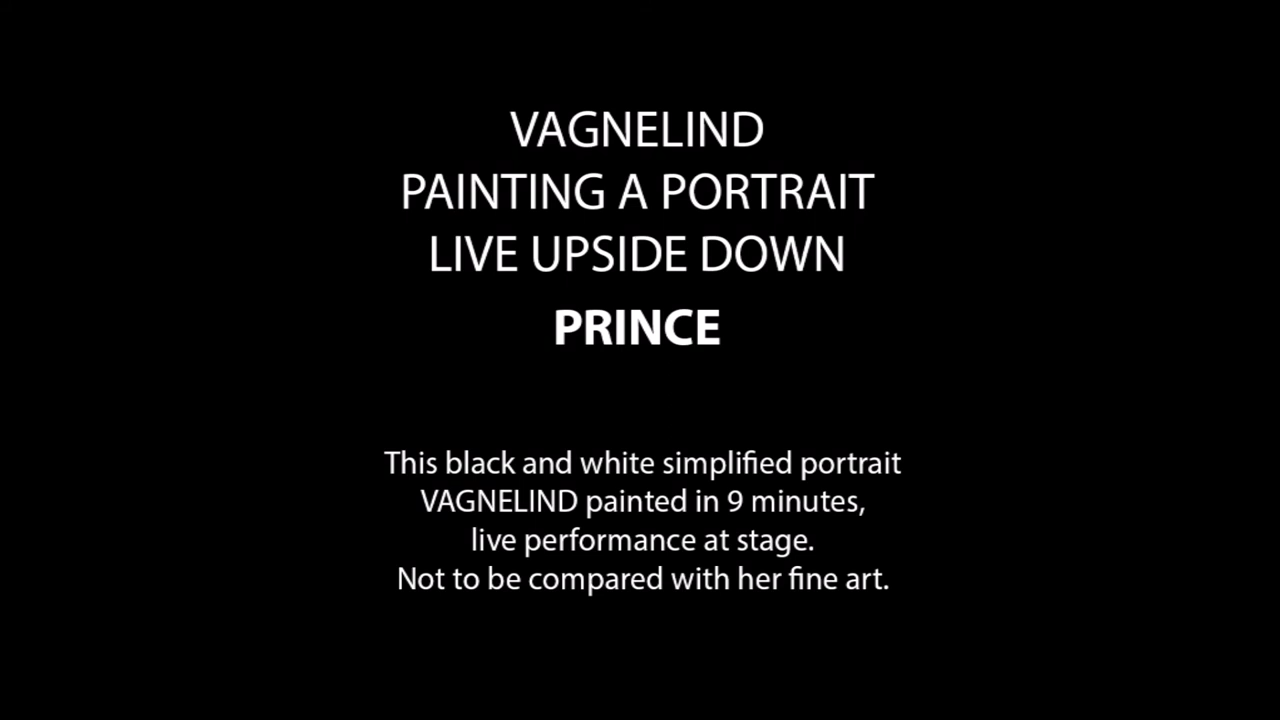 VAGNELIND
PAINTING A PORTRAIT
LIVE UPSIDE DOWN
PRINCE
This black and white simplified portrait
VAGNELIND painted in 9 minutes,
live performance at stage.
Not to be compared with her fine art.